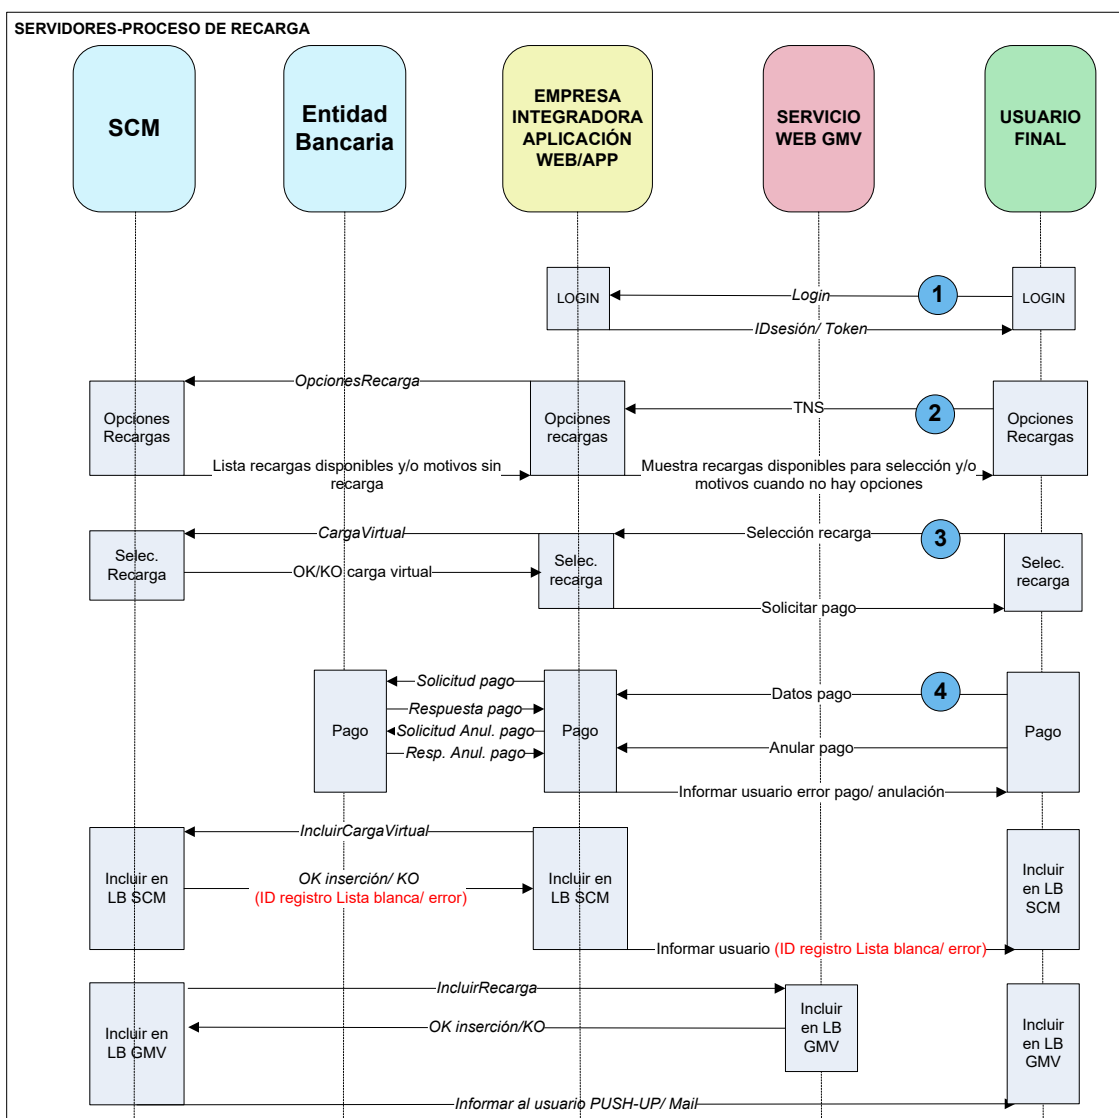 SERVIDORES-PROCESO DE RECARGA
SCM
Entidad
Bancaria
EMPRESA
INTEGRADORA
APLICACIÓN
WEB/APP
SERVICIO
WEB GMV
USUARIO
FINAL
LOGIN
Login
1
LOGIN
IDsesión/ Token
OpcionesRecarga
TNS
2
Opciones
Recargas
Opciones
recargas
Opciones
Recargas
Lista recargas disponibles y/o motivos sin
recarga
Muestra recargas disponibles para selección y/o
motivos cuando no hay opciones
CargaVirtual
Selección recarga
3
Selec.
Recarga
OK/KO carga virtual
Selec.
recarga
Selec.
recarga
Solicitar pago
Solicitud pago
Datos pago
4
Respuesta pago
Pago
Solicitud Anul. pago
Pago
Pago
Resp. Anul. pago
Anular pago
Informar usuario error pago/ anulación
IncluirCargaVirtual
Incluir en
LB SCM
OK inserción/ KO
(ID registro Lista blanca/ error)
Incluir en
LB SCM
Incluir
en LB
SCM
Informar usuario (ID registro Lista blanca/ error)
IncluirRecarga
Incluir en
LB GMV
OK inserción/KO
Incluir
en LB
GMV
Incluir
en LB
GMV
Informar al usuario PUSH-UP/ Mail